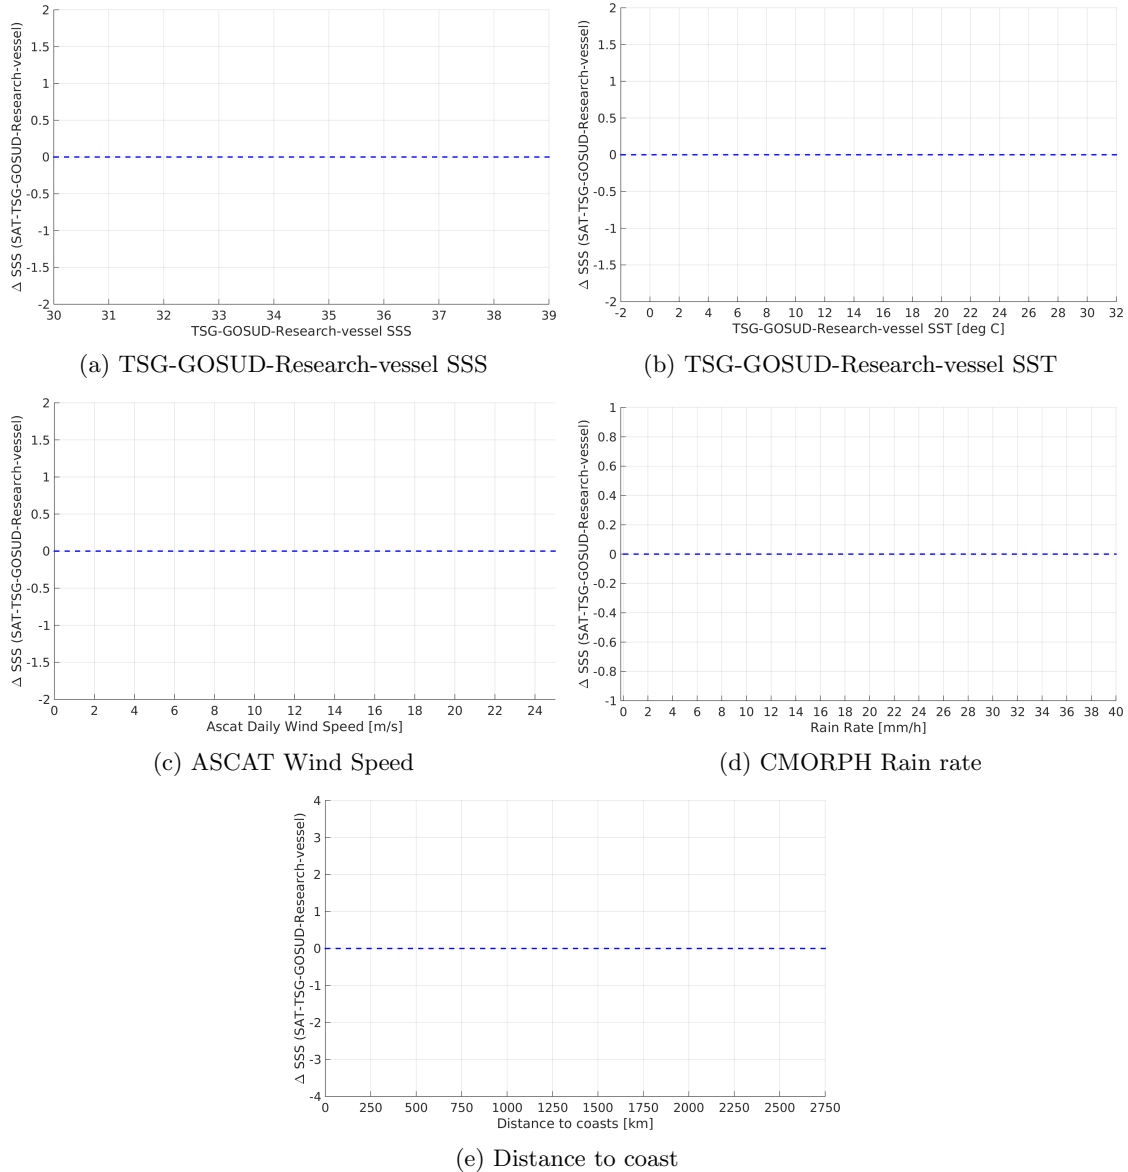 Δ SSS (SAT-TSG-GOSUD-Research-vessel)
2
1.5
1
0.5
0
-0.5
-1
-1.5
-2
30 31 32 33 34 35 36 37 38 39
TSG-GOSUD-Research-vessel SSS
(a) TSG-GOSUD-Research-vessel SSS
Δ SSS (SAT-TSG-GOSUD-Research-vessel)
2
1.5
1
0.5
0
-0.5
-1
-1.5
-2
-2 0 2 4 6 8 10 12 14 16 18 20 22 24 26 28 30 32
TSG-GOSUD-Research-vessel SST [deg C]
(b) TSG-GOSUD-Research-vessel SST
Δ SSS (SAT-TSG-GOSUD-Research-vessel)
2
1.5
1
0.5
0
-0.5
-1
-1.5
-2
0 2 4 6 8 10 12 14 16 18 20 22 24
Ascat Daily Wind Speed [m/s]
(c) ASCAT Wind Speed
Δ SSS (SAT-TSG-GOSUD-Research-vessel)
1
0.8
0.6
0.4
0.2
0
-0.2
-0.4
-0.6
-0.8
-1
0 2 4 6 8 10 12 14 16 18 20 22 24 26 28 30 32 34 36 38 40
Rain Rate [mm/h]
(d) CMORPH Rain rate
Δ SSS (SAT-TSG-GOSUD-Research-vessel)
4
3
2
1
0
-1
-2
-3
-4
0 250 500 750 1000 1250 1500 1750 2000 2250 2500 2750
Distance to coasts [km]
(e) Distance to coast